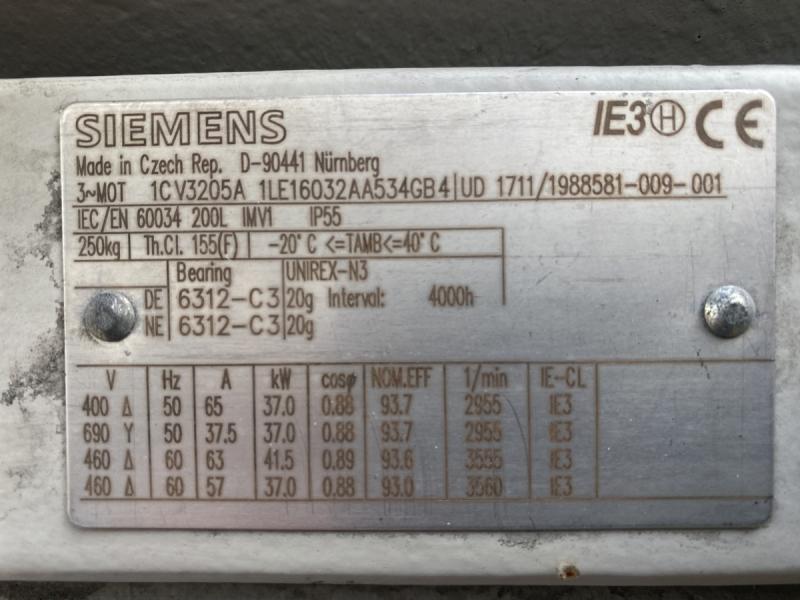 SIEMENS IE3 H CE
Made in Czech Rep. D-90441 Nürnberg
3~MOT 1CV3205A 1LE16032AA534GB4 UD 1711/1988581-009-001
IEC/EN 60034 200L IMV1 IP55
250kg Th.Cl. 155(F) -20°C <=TAMB<=40°C
Bearing UNIREX-N3
DE 6312-C3 20g Interval: 4000h
NE 6312-C3 20g
V Hz A kW cosφ NOM.EFF 1/min IE-CL
400 Δ 50 65 37.0 0.88 93.7 2955 IE3
690 Y 50 37.5 37.0 0.88 93.7 2955 IE3
460 Δ 60 63 41.5 0.89 93.6 3555 IE3
460 Δ 60 57 37.0 0.88 93.0 3560 IE3